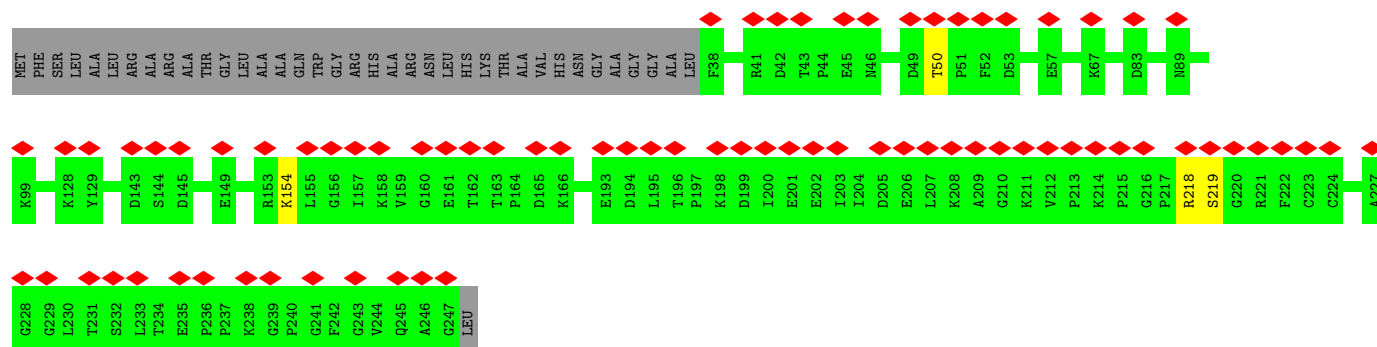 MET PHE SER LEU ALA LEU ARG ALA ARG ALA THR GLY LEU ALA ALA GLN TRP GLY ARG HIS ALA ARG ASN LEU HIS LYS THR ALA VAL HIS ASN GLY ALA GLY GLY ALA LEU F38 R41 D42 T43 P44 E45 N46 D49 T50 P51 F52 D53 E57 K67 D83 N89
K99 K128 Y129 D143 S144 D145 E149 R153 K154 L155 G156 I157 K158 V159 G160 E161 T162 T163 P164 D165 K166 E193 D194 L195 T196 P197 K198 D199 I200 E201 E202 I203 I204 D205 E206 L207 K208 A209 G210 K211 V212 P213 K214 P215 G216 P217 R218 S219 G220 R221 F222 C223 C224 A227
G228 G229 L230 T231 S232 L233 T234 E235 P236 P237 K238 G239 P240 G241 F242 G243 V244 Q245 A246 G247 LEU